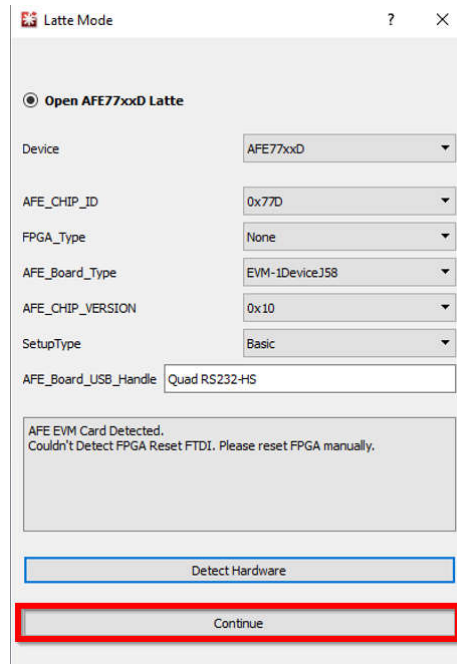 Latte Mode ? ×
Open AFE77xxD Latte
Device AFE77xxD
AFE_CHIP_ID 0x77D
FPGA_Type None
AFE_Board_Type EVM-1DeviceJ58
AFE_CHIP_VERSION 0x10
SetupType Basic
AFE_Board_USB_Handle Quad RS232-HS
AFE EVM Card Detected.
Couldn't Detect FPGA Reset FTDI. Please reset FPGA manually.
Detect Hardware
Continue